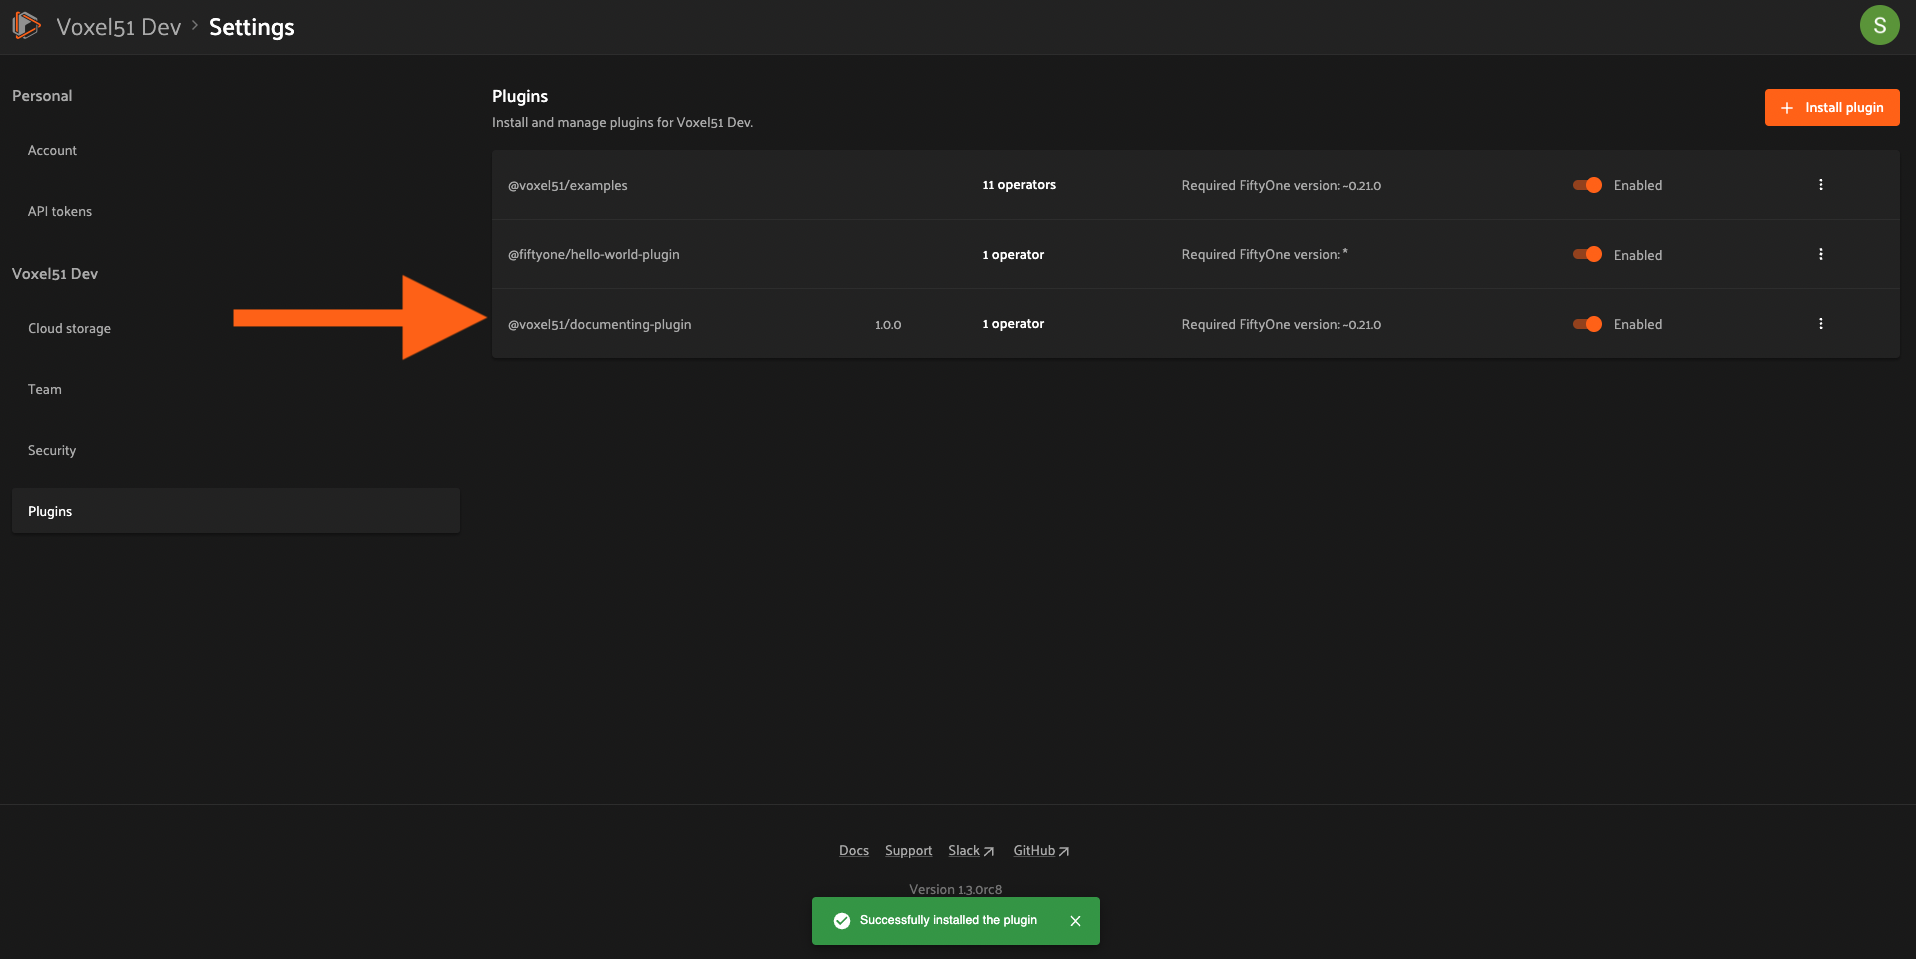 Voxel51 Dev > Settings
S
Personal
Account
API tokens
Voxel51 Dev
Cloud storage
Team
Security
Plugins
Plugins
Install and manage plugins for Voxel51 Dev.
+ Install plugin
@voxel51/examples 11 operators Required FiftyOne version: ~0.21.0 Enabled
@fiftyone/hello-world-plugin 1 operator Required FiftyOne version: * Enabled
@voxel51/documenting-plugin 1.0.0 1 operator Required FiftyOne version: ~0.21.0 Enabled
Docs Support Slack GitHub
Version 1.3.0rc8
Successfully installed the plugin